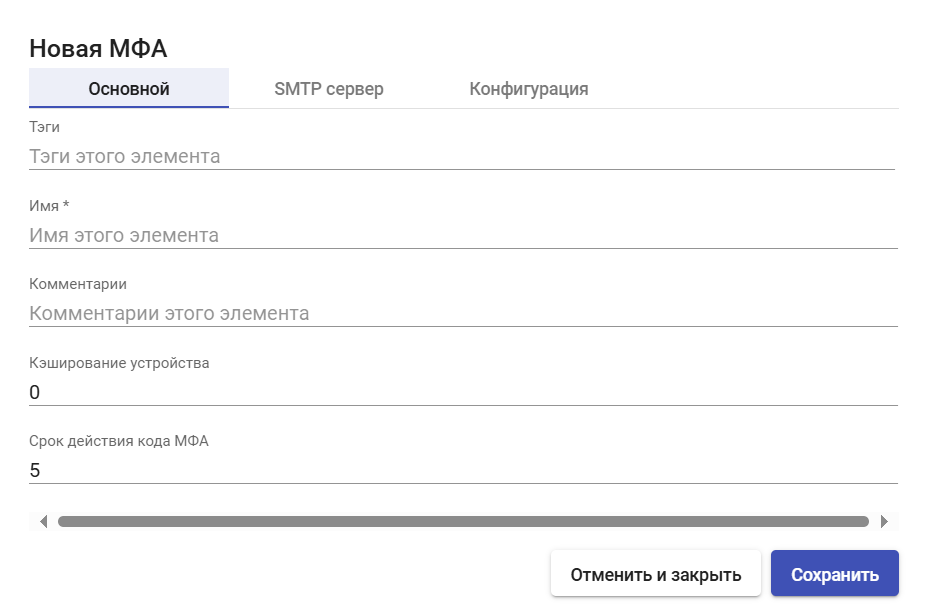 Новая МФА
Основной SMTP сервер Конфигурация
Тэги
Тэги этого элемента
Имя *
Имя этого элемента
Комментарии
Комментарии этого элемента
Кэширование устройства
0
Срок действия кода МФА
5
Отменить и закрыть Сохранить